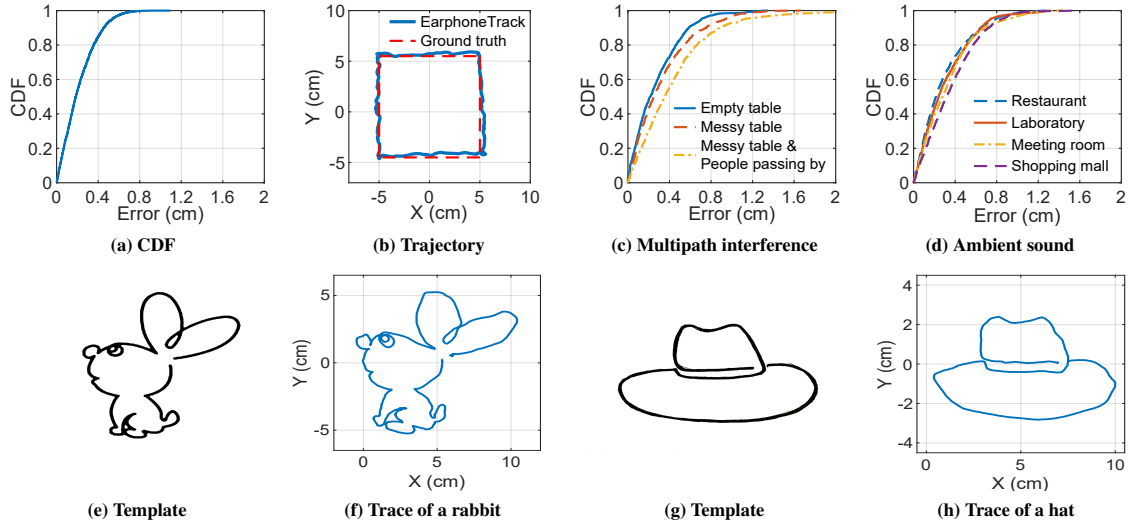 1
0.8
0.6
0.4
0.2
0
CDF
0 0.4 0.8 1.2 1.6 2
Error (cm)
(a) CDF
10
5
0
-5
Y (cm)
EarphoneTrack
Ground truth
-5 0 5 10
X (cm)
(b) Trajectory
1
0.8
0.6
0.4
0.2
0
CDF
Empty table
Messy table
Messy table &
People passing by
0 0.4 0.8 1.2 1.6 2
Error (cm)
(c) Multipath interference
1
0.8
0.6
0.4
0.2
0
CDF
Restaurant
Laboratory
Meeting room
Shopping mall
0 0.4 0.8 1.2 1.6 2
Error (cm)
(d) Ambient sound
(e) Template
5
0
-5
Y (cm)
0 5 10
X (cm)
(f) Trace of a rabbit
(g) Template
4
2
0
-2
-4
Y (cm)
0 5 10
X (cm)
(h) Trace of a hat